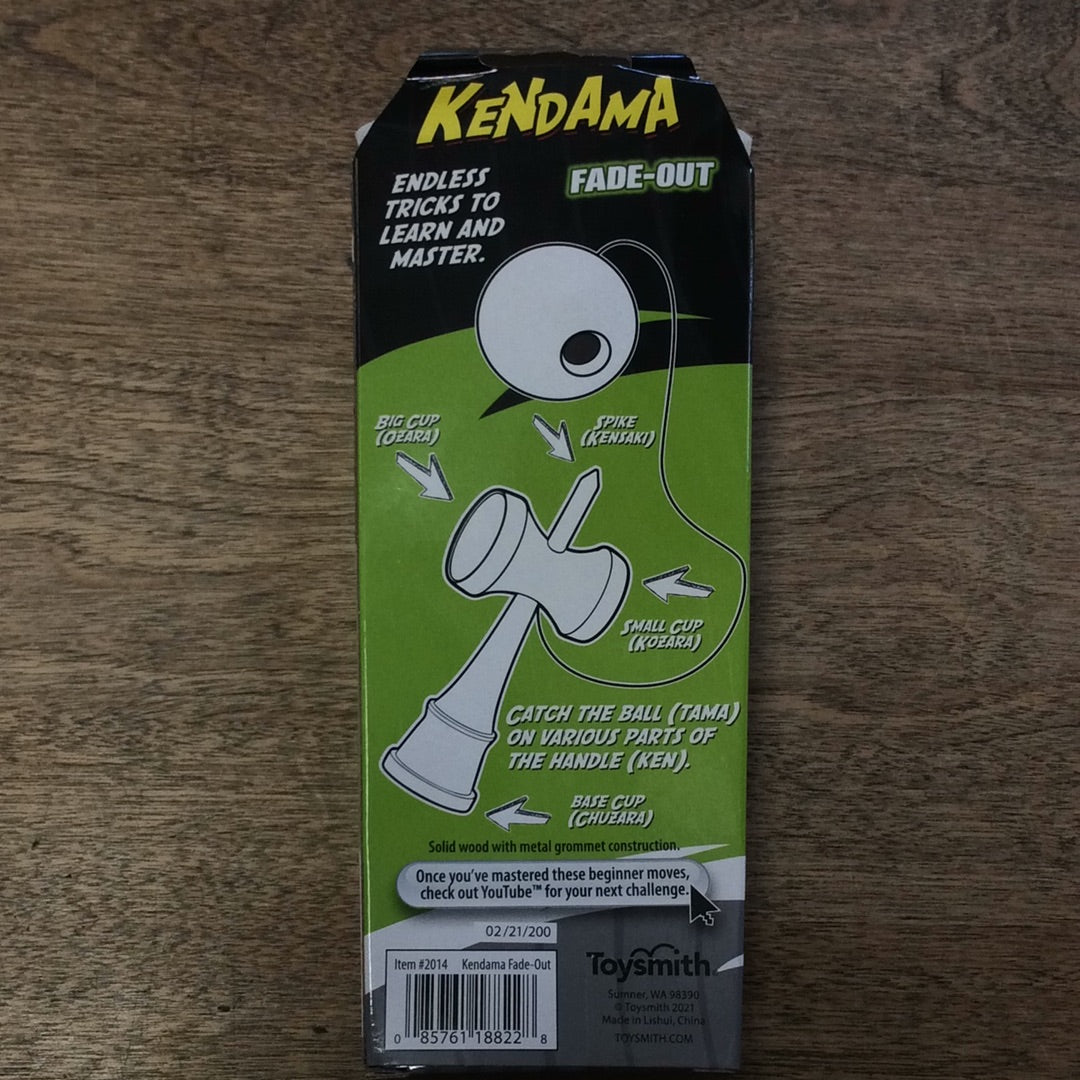 KENDAMA
FADE-OUT
ENDLESS
TRICKS TO
LEARN AND
MASTER.
BIG CUP
(OZARA)
SPIKE
(KENSAKI)
SMALL CUP
(KOZARA)
CATCH THE BALL (TAMA)
ON VARIOUS PARTS OF
THE HANDLE (KEN).
BASE CUP
(CHUZARA)
Solid wood with metal grommet construction.
Once you've mastered these beginner moves,
check out YouTube™ for your next challenge.
02/21/200
Item #2014 Kendama Fade-Out
0 85761 18822 8
Toysmith
Sumner, WA 98390
© Toysmith 2021
Made in Lishui, China
TOYSMITH.COM